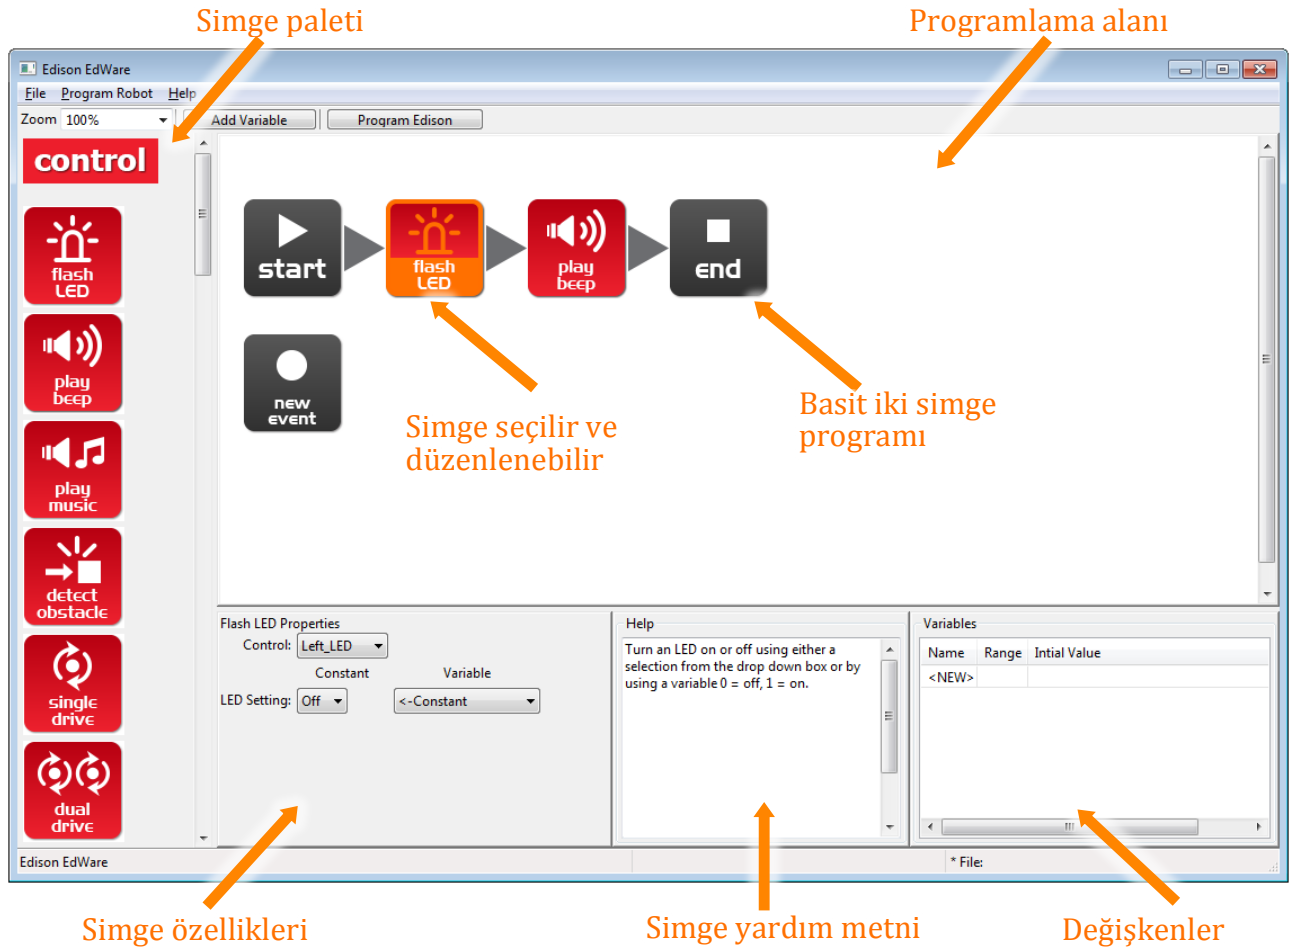 Simge paleti
Programlama alanı
Edison EdWare
File Program Robot Help
Zoom 100% Add Variable Program Edison
control
flash
LED
play
beep
play
music
detect
obstacle
single
drive
dual
drive
start
flash
LED
play
beep
end
new
event
Simge seçilir ve
düzenlenebilir
Basit iki simge
programı
Flash LED Properties
Control: Left_LED
Constant Variable
LED Setting: Off <-Constant
Help
Turn an LED on or off using either a
selection from the drop down box or by
using a variable 0 = off, 1 = on.
Variables
Name Range Intial Value
<NEW>
Edison EdWare
* File:
Simge özellikleri
Simge yardım metni
Değişkenler